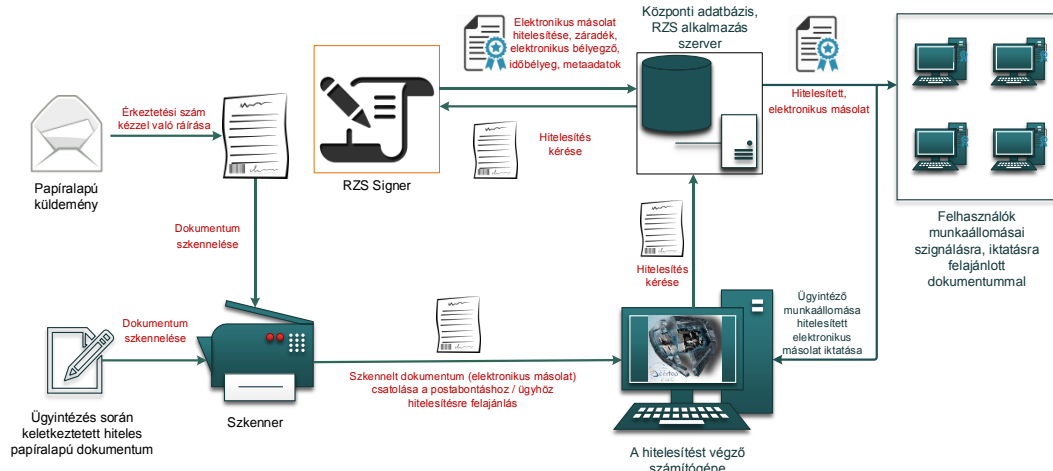 Elektronikus másolat
hitelesítése, záradék,
elektronikus bélyegző,
időbélyeg, metaadatok
Központi adatbázis,
RZS alkalmazás
szerver
Érkeztetési szám
kézzel való ráírása
Papíralapú
küldemény
RZS Signer
Hitelesítés
kérése
Hitelesített,
elektronikus másolat
Felhasználók
munkaállomásai
szignálásra, iktatásra
felajánlott
dokumentummal
Dokumentum
szkennelése
Hitelesítés
kérése
Ügyintéző
munkaállomása
hitelesített
elektronikus
másolat iktatása
Dokumentum
szkennelése
Szkennelt dokumentum (elektronikus másolat)
csatolása a postabontáshoz / ügyhöz
hitelesítésre felajánlás
Ügyintézés során
keletkeztetett hiteles
papíralapú dokumentum
Szkenner
A hitelesítést végző
számítógépe